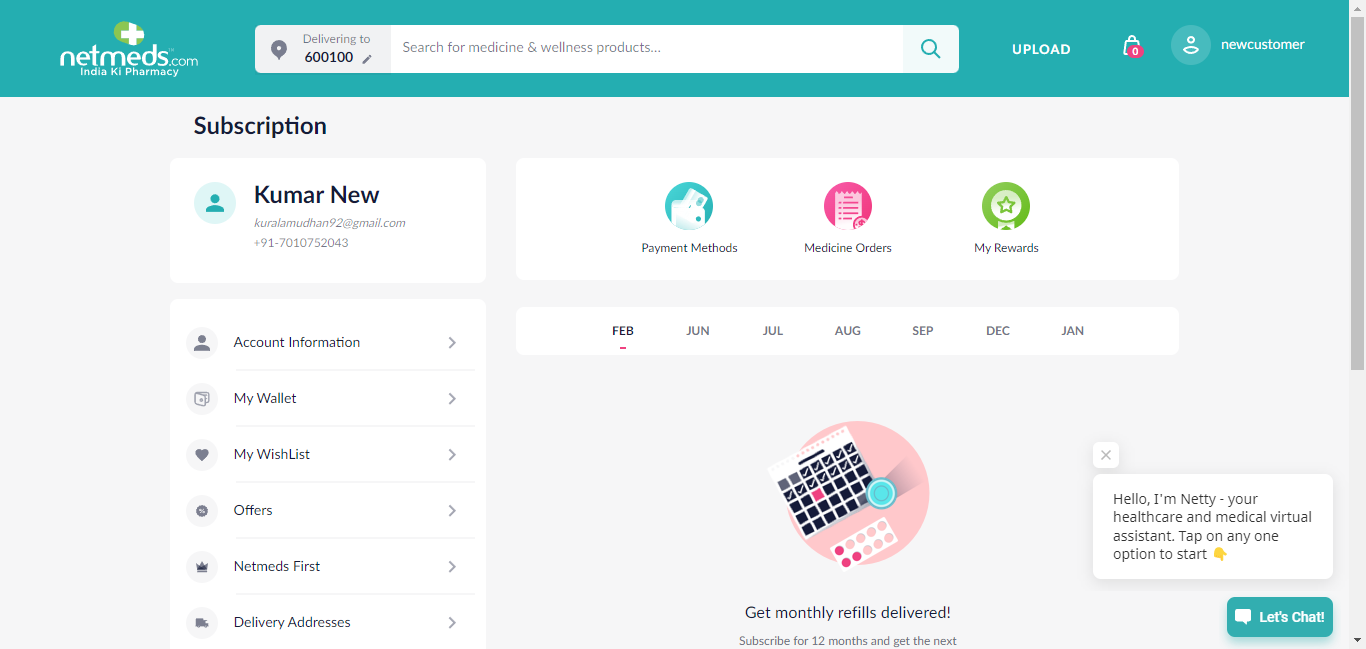 netmeds.com
India Ki Pharmacy
Delivering to
600100
Search for medicine & wellness products...
UPLOAD
0
newcustomer
Subscription
Kumar New
kuralamudhan92@gmail.com
+91-7010752043
Payment Methods
Medicine Orders
My Rewards
Account Information
My Wallet
My WishList
Offers
Netmeds First
Delivery Addresses
FEB JUN JUL AUG SEP DEC JAN
Get monthly refills delivered!
Subscribe for 12 months and get the next
Hello, I'm Netty - your
healthcare and medical virtual
assistant. Tap on any one
option to start 👇
Let's Chat!